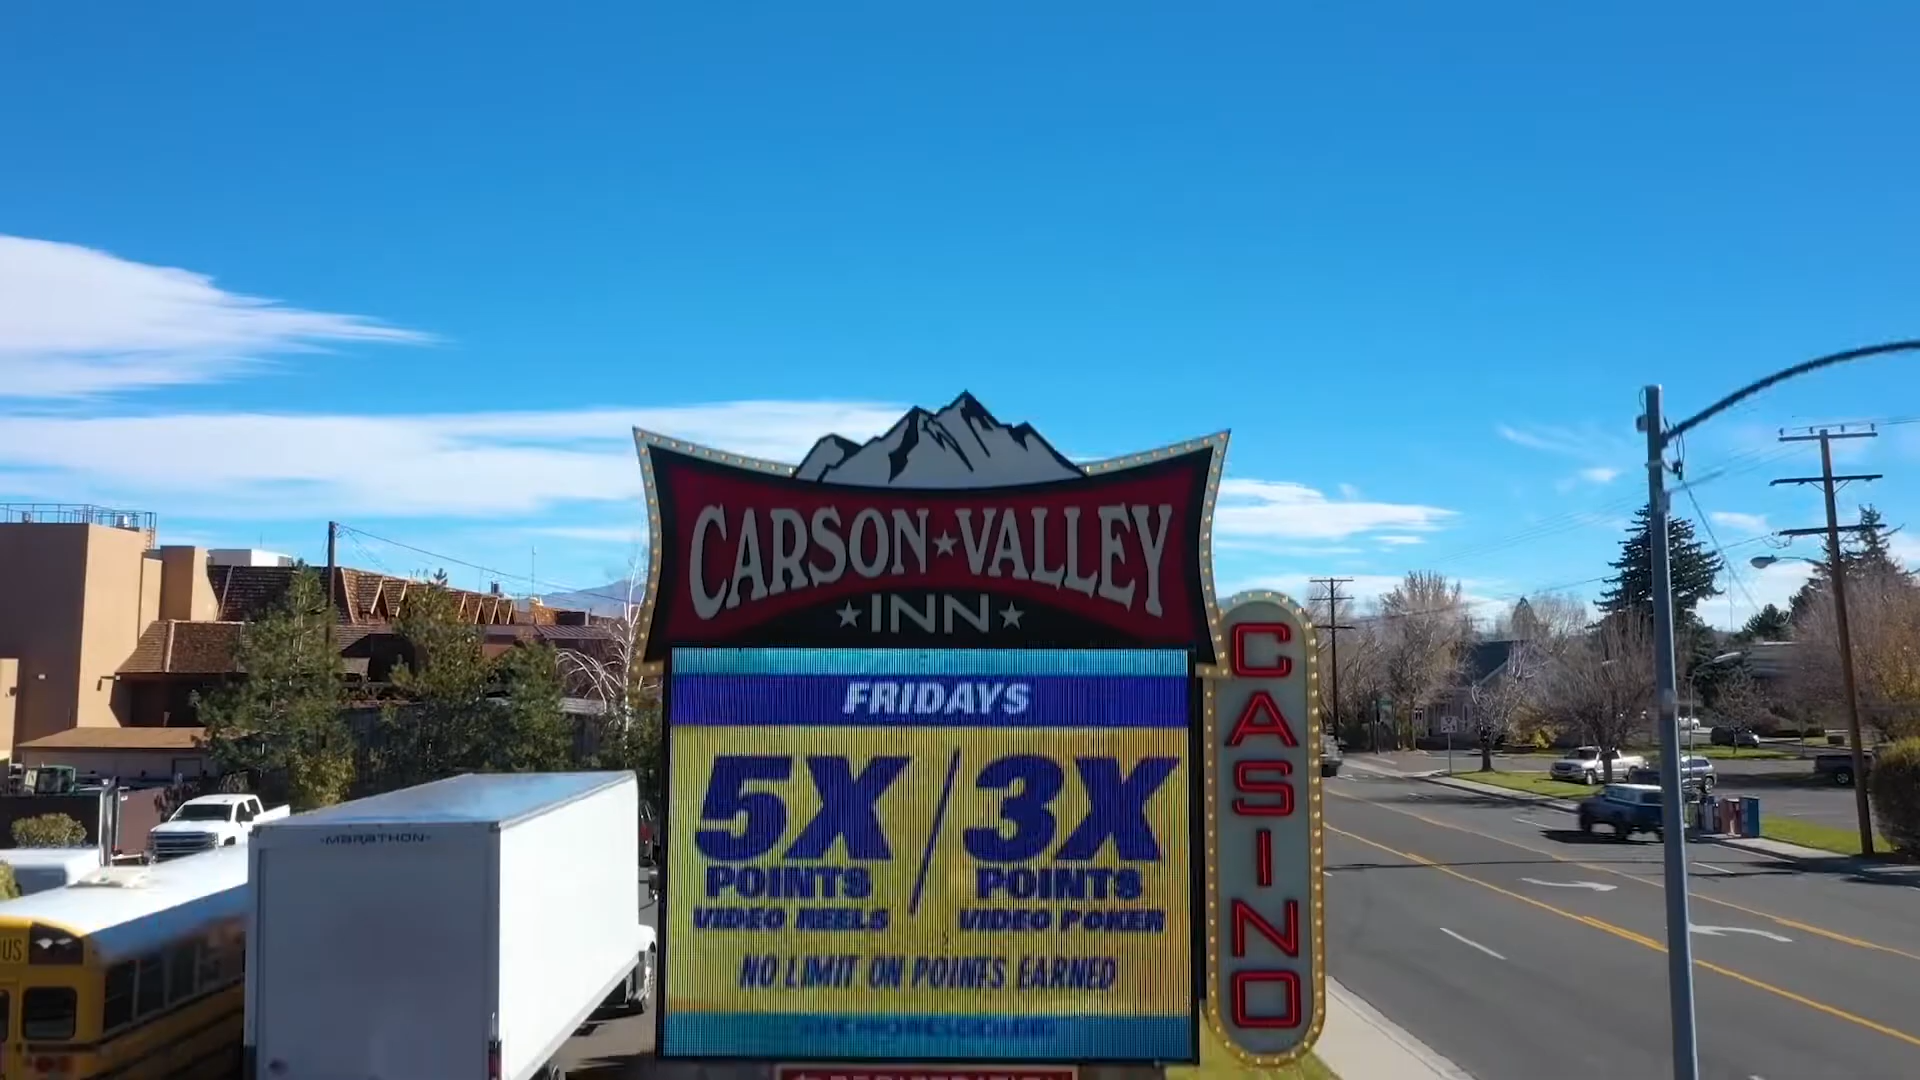 CARSON★VALLEY
★INN★
FRIDAYS
5X / 3X
POINTS POINTS
VIDEO REELS VIDEO POKER
NO LIMIT ON POINTS EARNED
CASINO
-MARATHON-
BUS